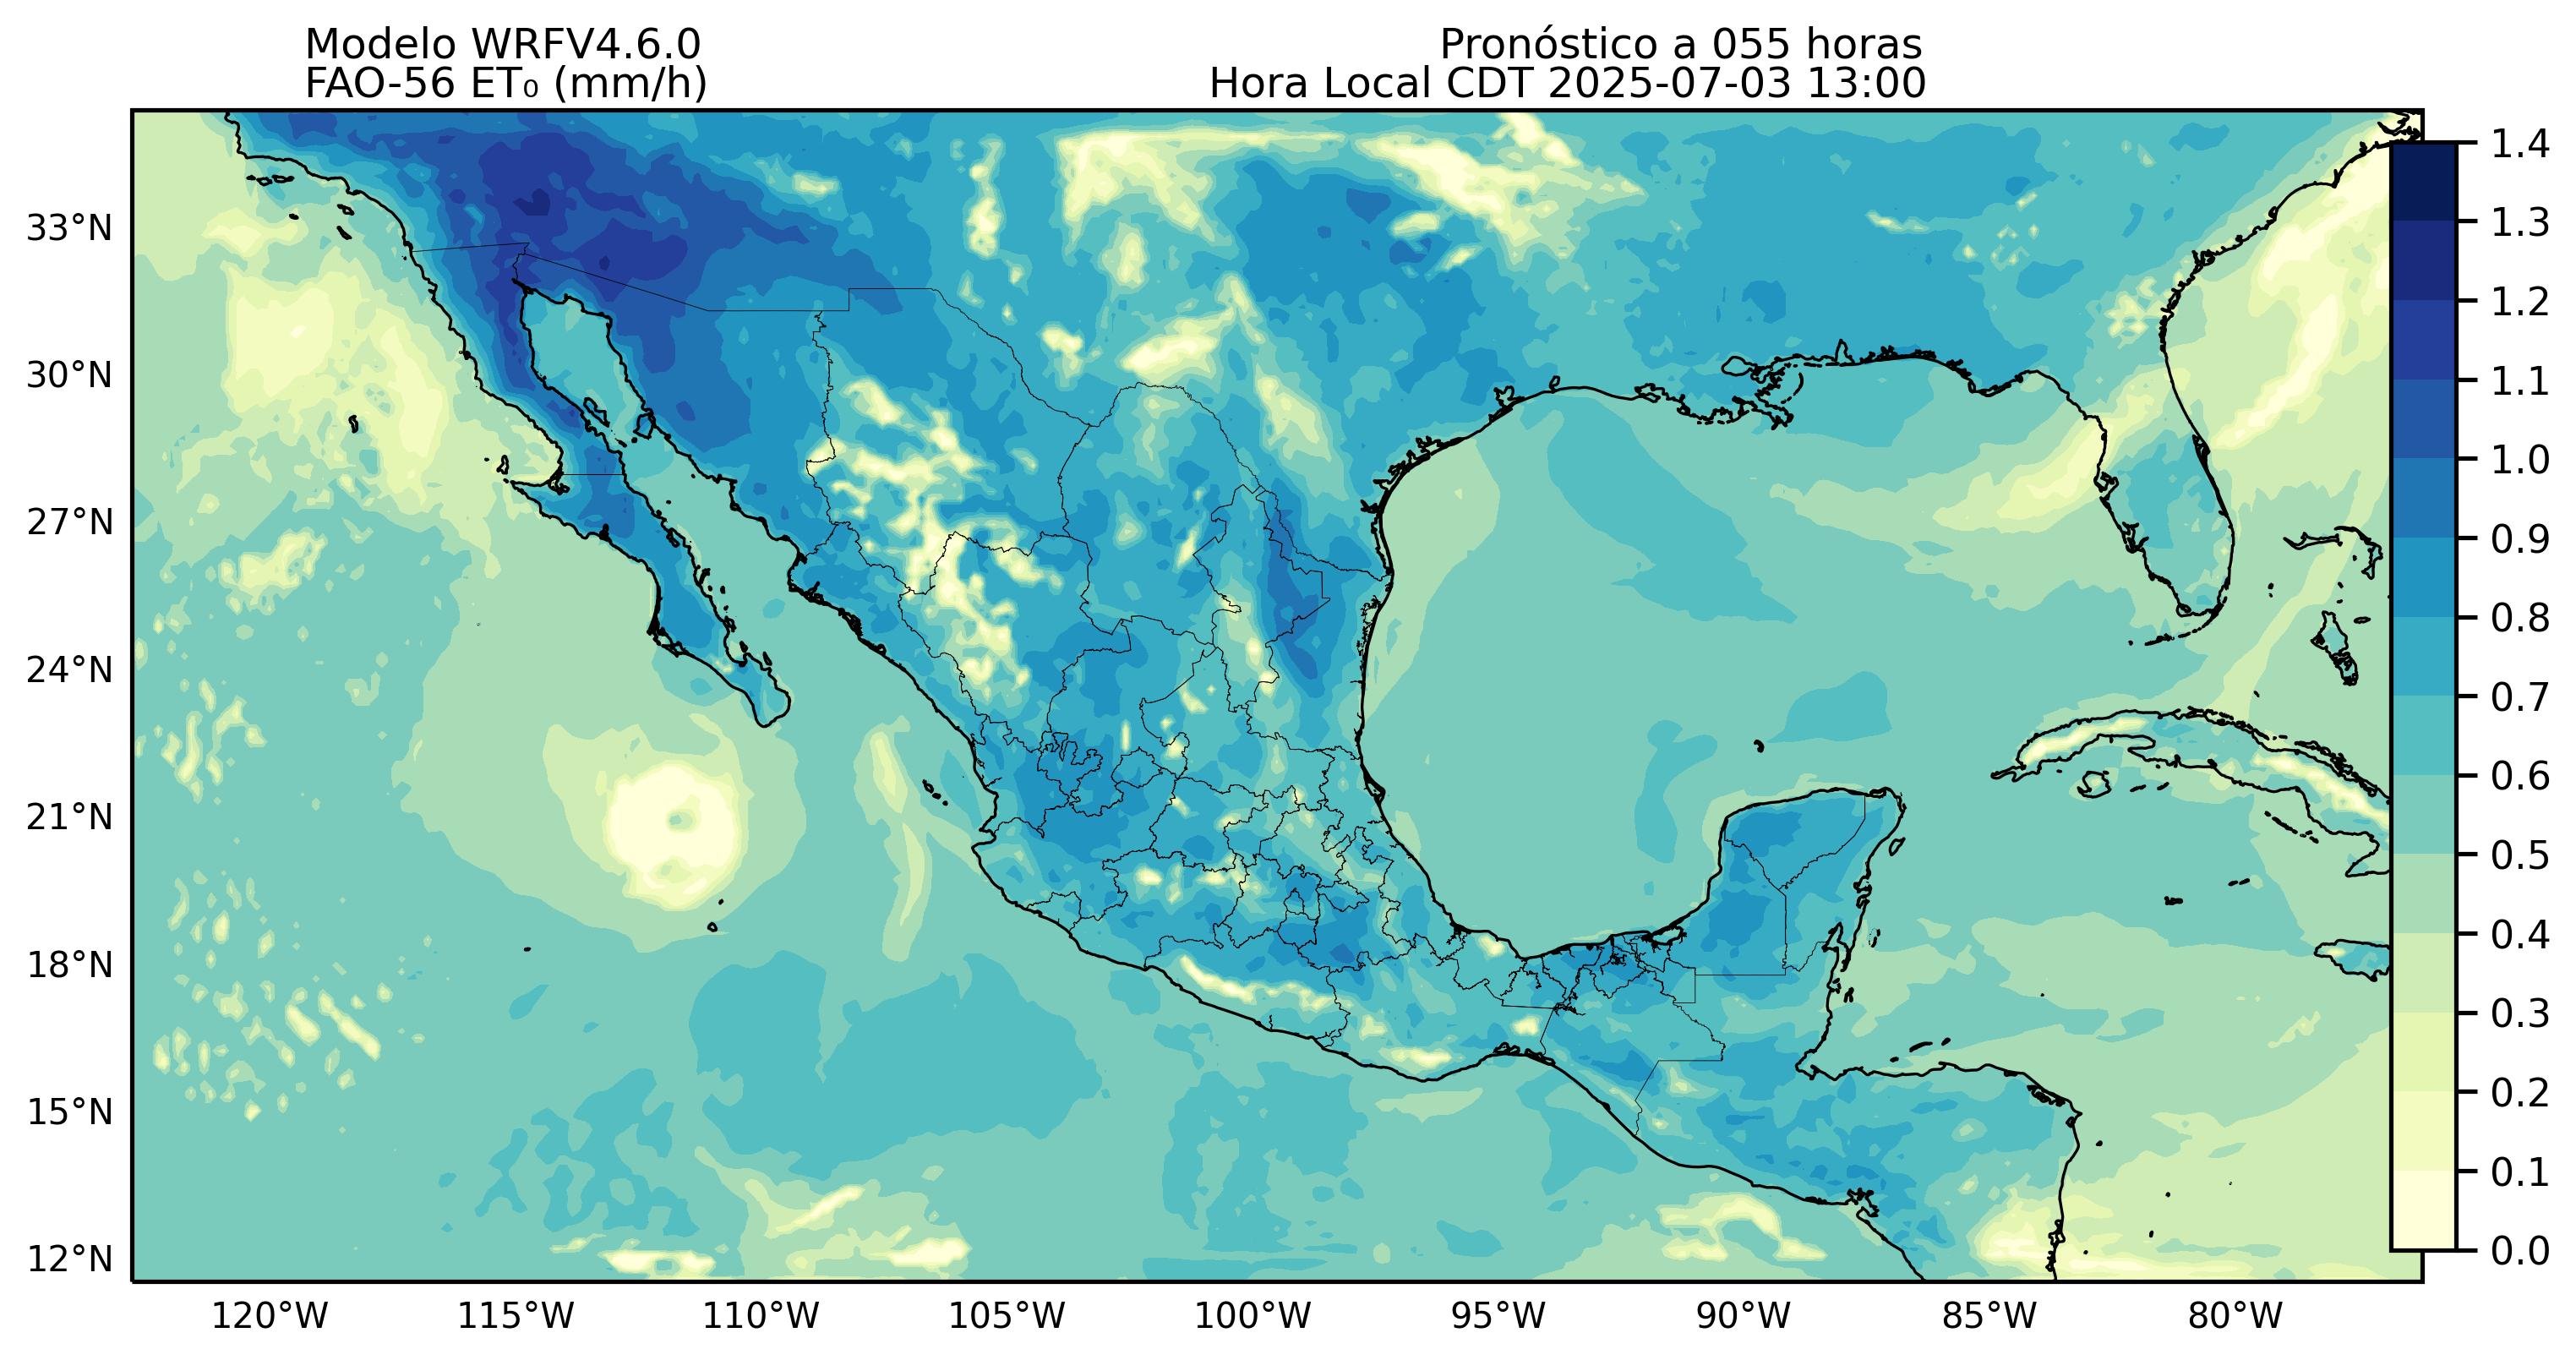 Modelo WRFV4.6.0
FAO-56 ET₀ (mm/h)
Pronóstico a 055 horas
Hora Local CDT 2025-07-03 13:00
33°N
30°N
27°N
24°N
21°N
18°N
15°N
12°N
120°W
115°W
110°W
105°W
100°W
95°W
90°W
85°W
80°W
1.4
1.3
1.2
1.1
1.0
0.9
0.8
0.7
0.6
0.5
0.4
0.3
0.2
0.1
0.0